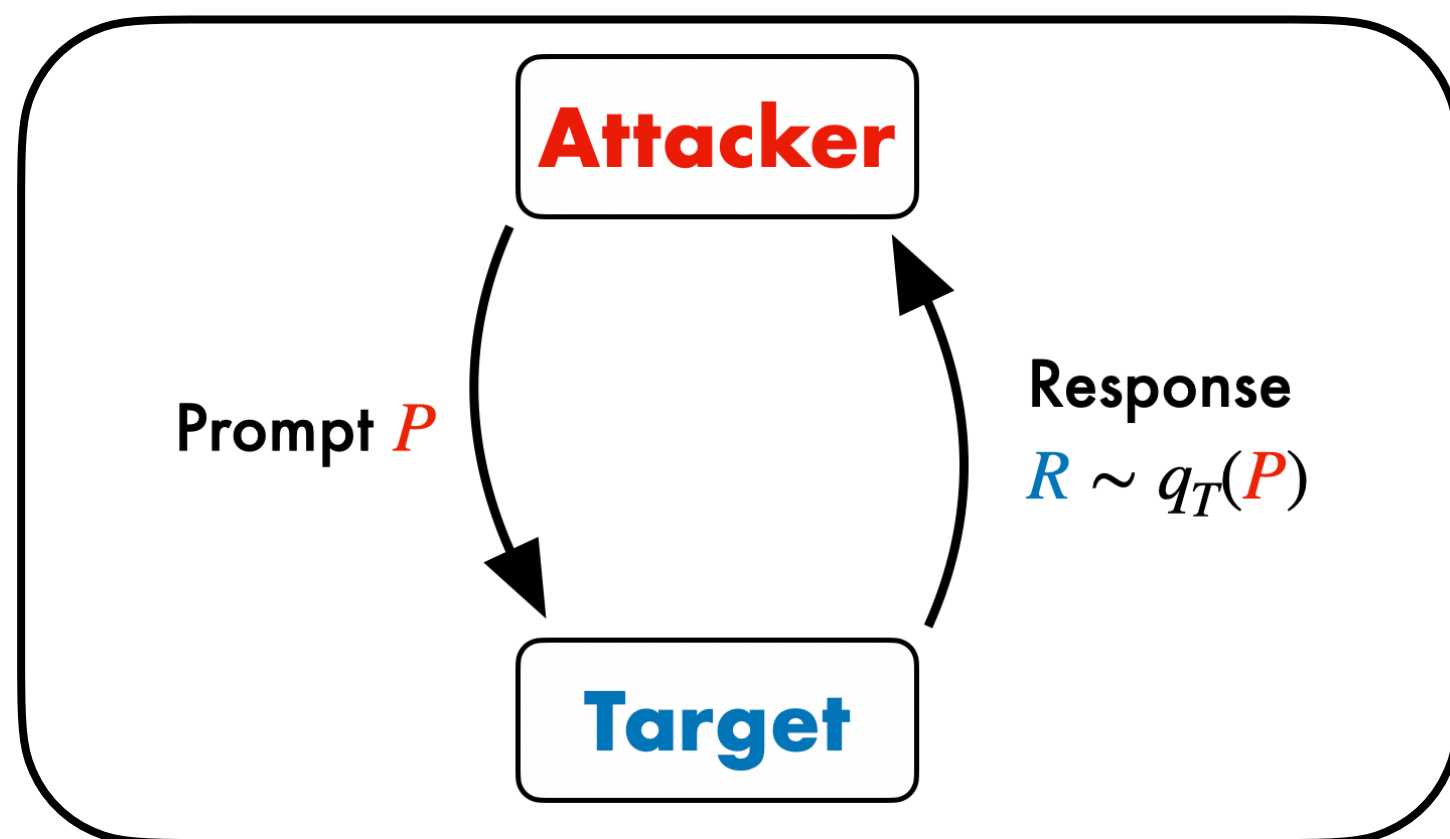 Attacker
Prompt P
Response
R ∼ q_T(P)
Target